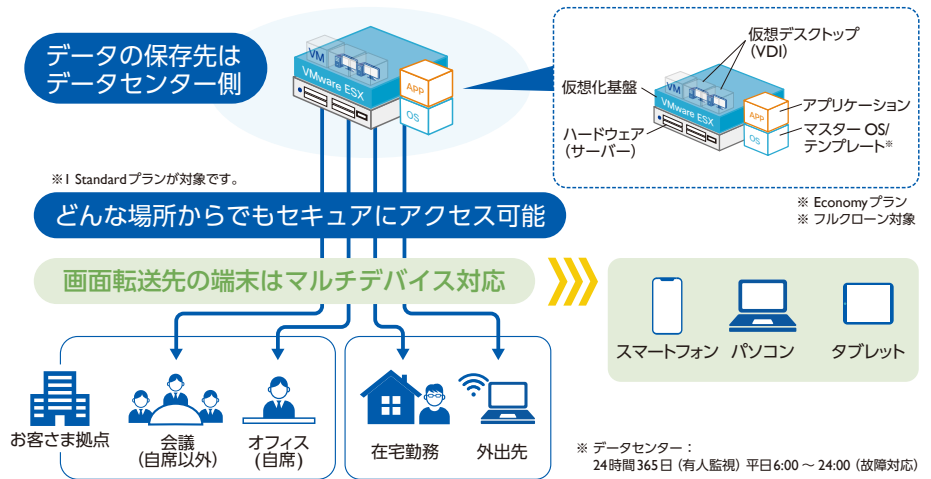 データの保存先は
データセンター側
VM
VMware ESX
APP
OS
仮想デスクトップ
(VDI)
仮想化基盤
VM
VMware ESX
APP
OS
アプリケーション
ハードウェア
(サーバー)
マスター OS/
テンプレート※
※1 Standardプランが対象です。
※ Economyプラン
※ フルクローン対象
どんな場所からでもセキュアにアクセス可能
画面転送先の端末はマルチデバイス対応
スマートフォン
パソコン
タブレット
お客さま拠点
会議
(自席以外)
オフィス
(自席)
在宅勤務
外出先
※ データセンター：
24時間365日(有人監視)平日6:00 ～ 24:00(故障対応)